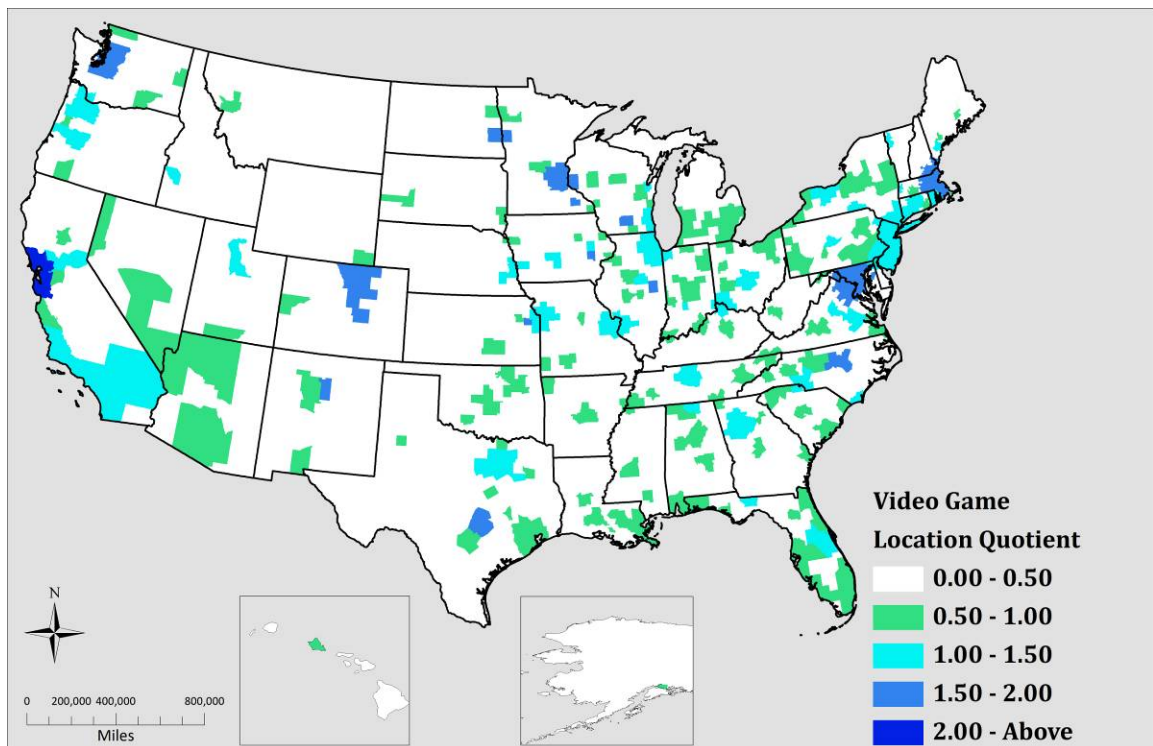 Video Game
Location Quotient
0.00 - 0.50
0.50 - 1.00
1.00 - 1.50
1.50 - 2.00
2.00 - Above
N
0 200,000 400,000 800,000
Miles